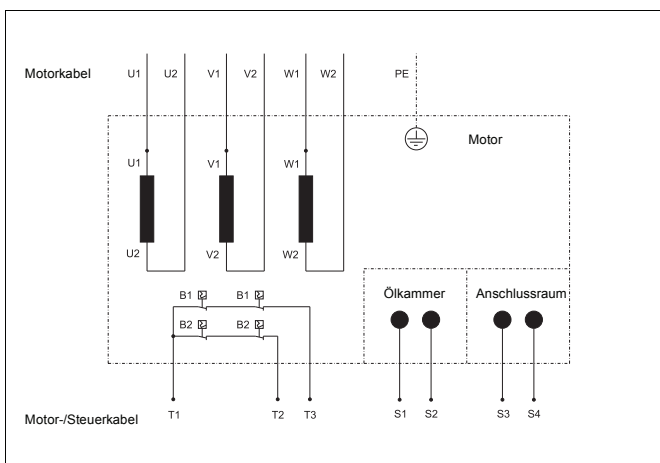 Motorkabel U1 U2 V1 V2 W1 W2 PE
Motor
U1 V1 W1
U2 V2 W2
B1 B1
B2 B2
Ölkammer Anschlussraum
Motor-/Steuerkabel T1 T2 T3 S1 S2 S3 S4